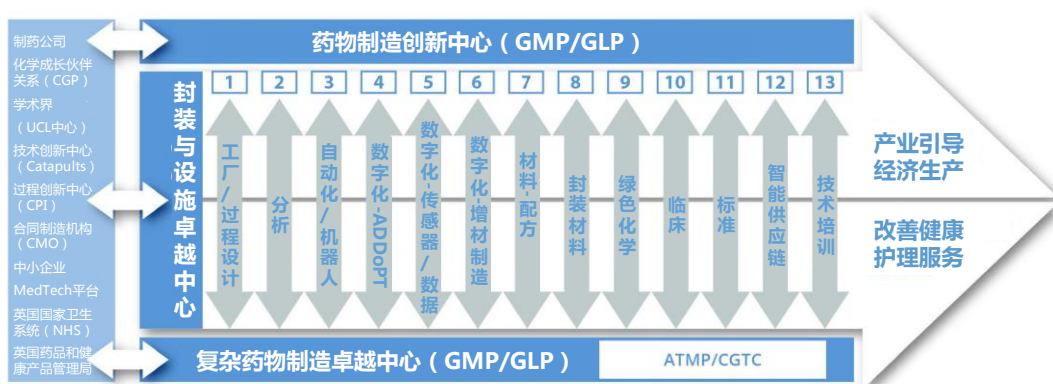 制药公司
化学成长伙伴
关系（CGP）
学术界
（UCL中心）
技术创新中心
（Catapults）
过程创新中心
（CPI）
合同制造机构
（CMO）
中小企业
MedTech平台
英国国家卫生
系统（NHS）
英国药品和健
康产品管理局
药物制造创新中心（GMP/GLP）
封装与设施卓越中心
1
工厂/过程设计
2
分析
3
自动化/机器人
4
数字化-ADDoPT
5
数字化-传感器/数据
6
数字化-增材制造
7
材料-配方
8
封装材料
9
绿色化学
10
临床
11
标准
12
智能供应链
13
技术培训
复杂药物制造卓越中心（GMP/GLP）
ATMP/CGTC
产业引导
经济生产
改善健康
护理服务